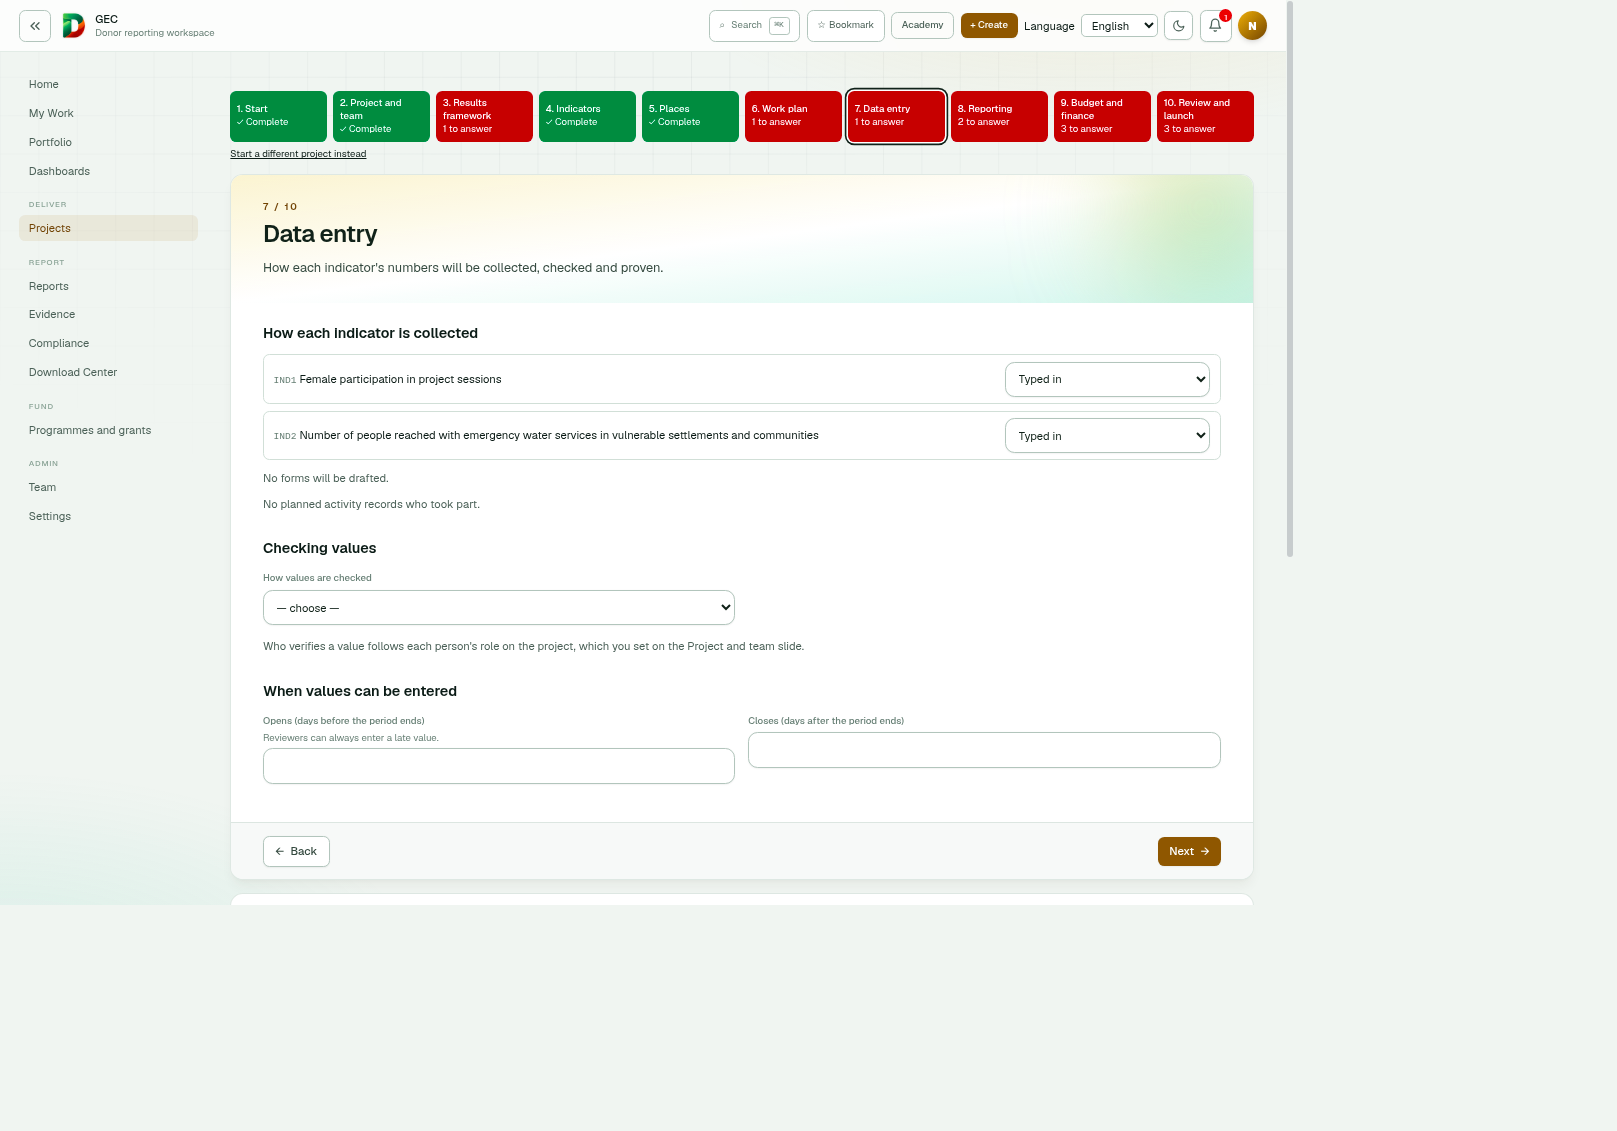 GEC
Donor reporting workspace
Search ⌘K
☆ Bookmark
Academy
+ Create
Language
English
1
N
Home
My Work
Portfolio
Dashboards
DELIVER
Projects
REPORT
Reports
Evidence
Compliance
Download Center
FUND
Programmes and grants
ADMIN
Team
Settings
1. Start
✓ Complete
2. Project and team
✓ Complete
3. Results framework
1 to answer
4. Indicators
✓ Complete
5. Places
✓ Complete
6. Work plan
1 to answer
7. Data entry
1 to answer
8. Reporting
2 to answer
9. Budget and finance
3 to answer
10. Review and launch
3 to answer
Start a different project instead
7 / 10
Data entry
How each indicator's numbers will be collected, checked and proven.
How each indicator is collected
IND1 Female participation in project sessions
Typed in
IND2 Number of people reached with emergency water services in vulnerable settlements and communities
Typed in
No forms will be drafted.
No planned activity records who took part.
Checking values
How values are checked
— choose —
Who verifies a value follows each person's role on the project, which you set on the Project and team slide.
When values can be entered
Opens (days before the period ends)
Reviewers can always enter a late value.
Closes (days after the period ends)
← Back
Next →